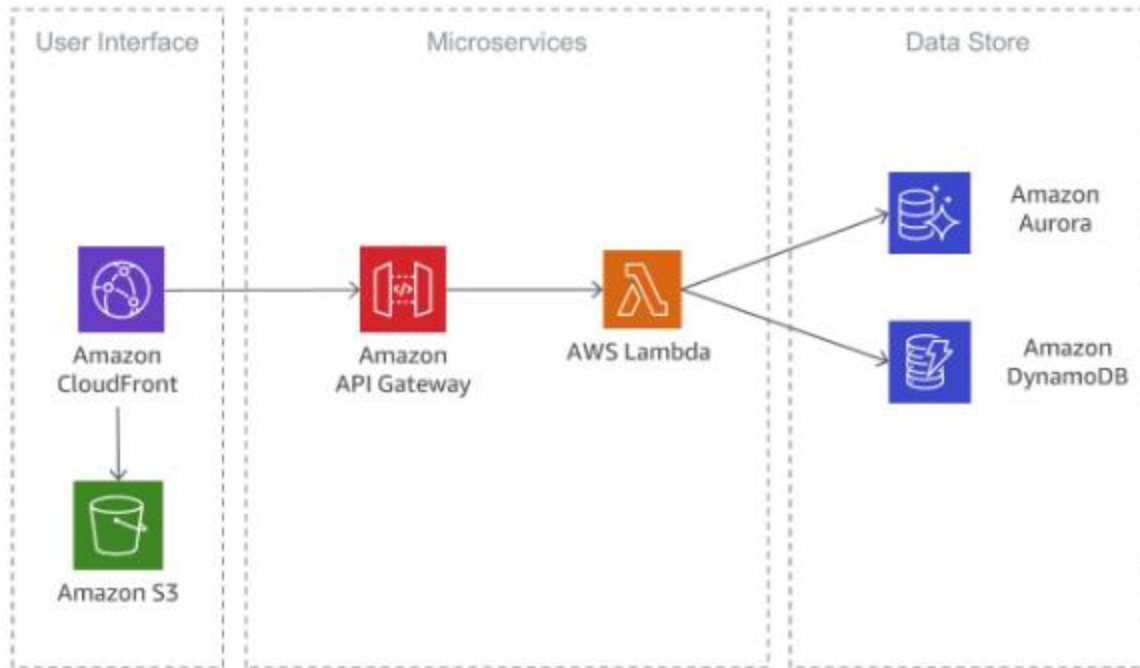 User Interface
Microservices
Data Store
Amazon
Aurora
Amazon
CloudFront
Amazon
API Gateway
AWS Lambda
Amazon
DynamoDB
Amazon S3